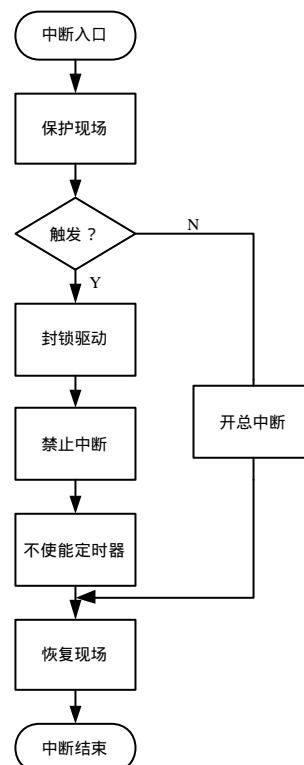 中断入口
保护现场
触发？
N
Y
封锁驱动
开总中断
禁止中断
不使能定时器
恢复现场
中断结束